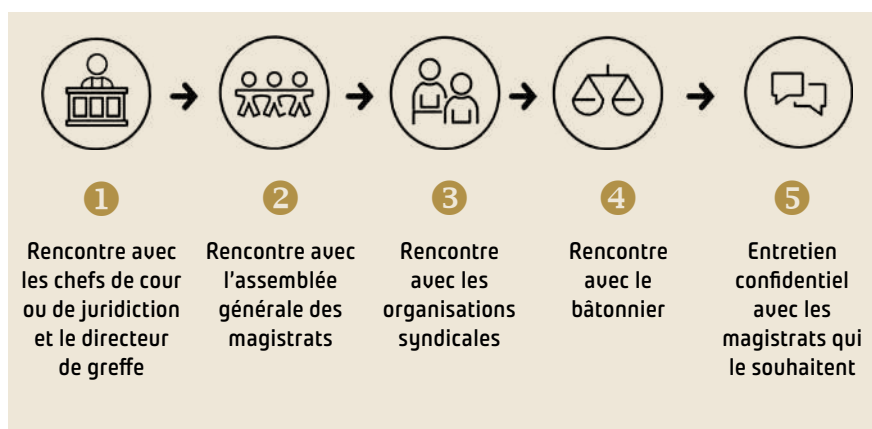 1
Rencontre avec
les chefs de cour
ou de juridiction
et le directeur
de greffe
2
Rencontre avec
l'assemblée
générale des
magistrats
3
Rencontre
avec les
organisations
syndicales
4
Rencontre
avec le
bâtonnier
5
Entretien
confidentiel
avec les
magistrats qui
le souhaitent